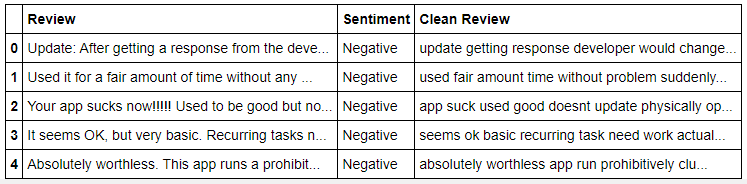 Review Sentiment Clean Review
0 Update: After getting a response from the deve... Negative update getting response developer would change...
1 Used it for a fair amount of time without any ... Negative used fair amount time without problem suddenly...
2 Your app sucks now!!!!! Used to be good but no... Negative app suck used good doesnt update physically op...
3 It seems OK, but very basic. Recurring tasks n... Negative seems ok basic recurring task need work actual...
4 Absolutely worthless. This app runs a prohibit... Negative absolutely worthless app run prohibitively clu...